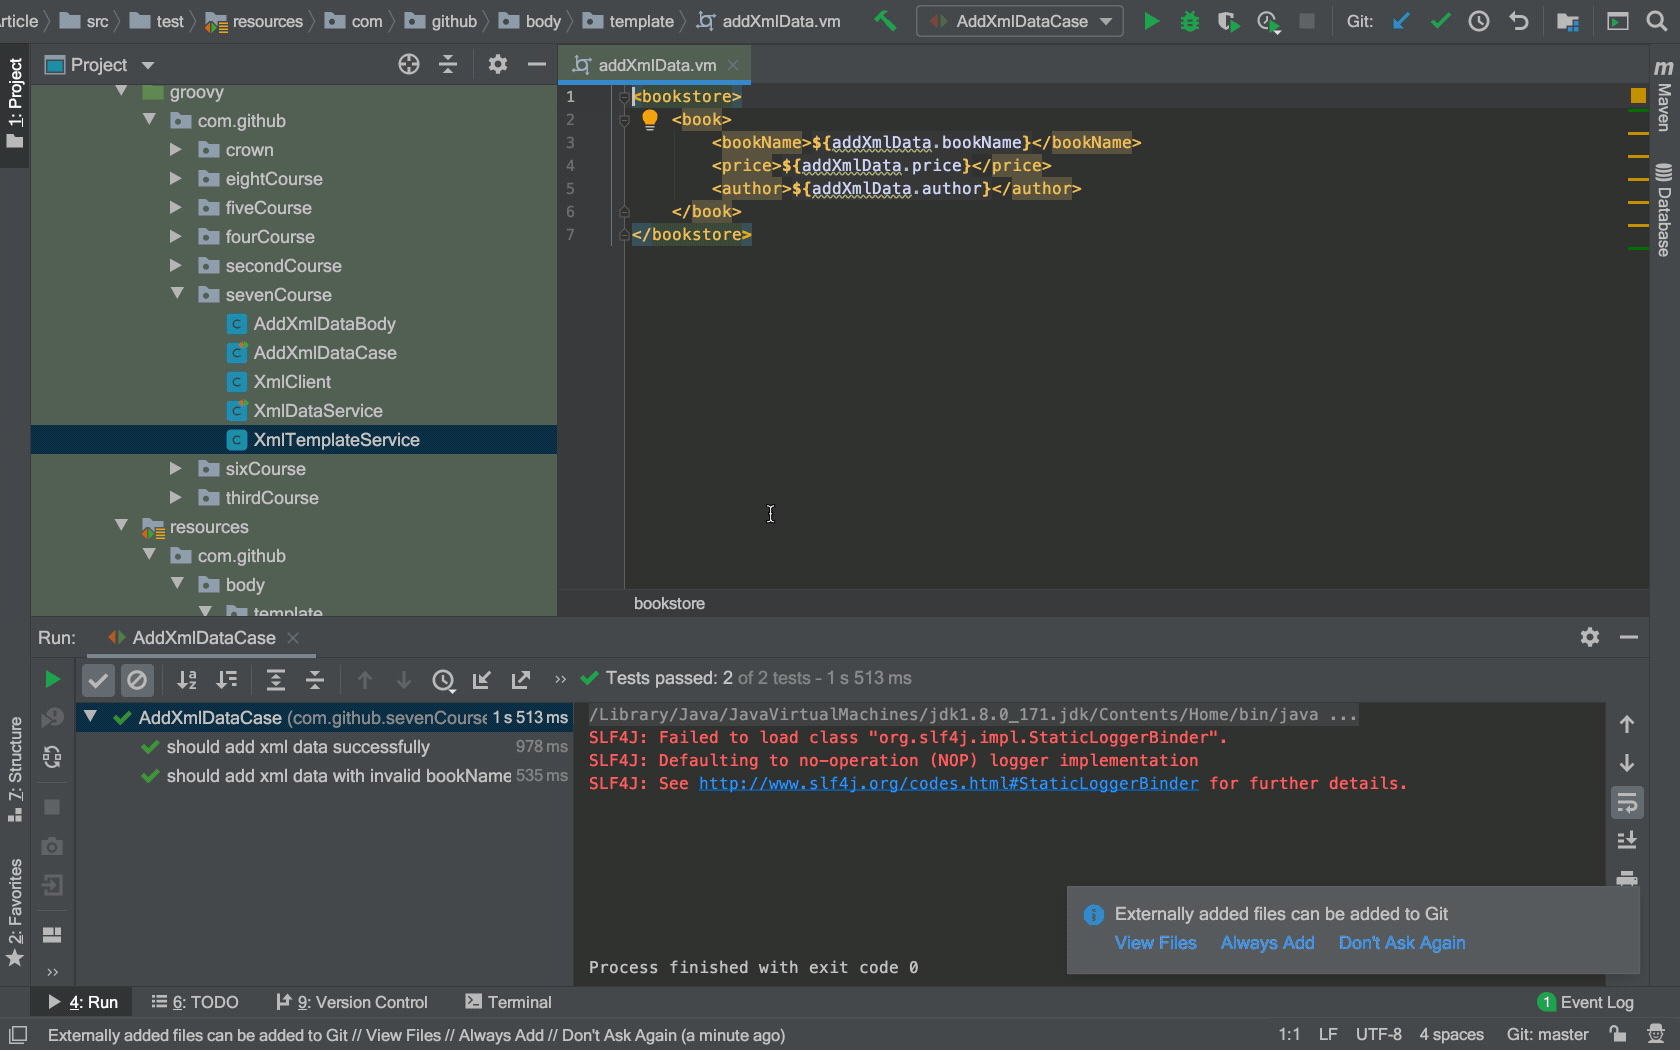 rticle src test resources com github body template addXmlData.vm AddXmlDataCase Git:
1: Project
Project
addXmlData.vm
groovy
com.github
crown
eightCourse
fiveCourse
fourCourse
secondCourse
sevenCourse
AddXmlDataBody
AddXmlDataCase
XmlClient
XmlDataService
XmlTemplateService
sixCourse
thirdCourse
resources
com.github
body
template
1 <bookstore>
2 <book>
3 <bookName>${addXmlData.bookName}</bookName>
4 <price>${addXmlData.price}</price>
5 <author>${addXmlData.author}</author>
6 </book>
7 </bookstore>
bookstore
m Maven
Database
Run: AddXmlDataCase
Tests passed: 2 of 2 tests - 1 s 513 ms
AddXmlDataCase (com.github.sevenCourse 1 s 513 ms
should add xml data successfully 978 ms
should add xml data with invalid bookName 535 ms
/Library/Java/JavaVirtualMachines/jdk1.8.0_171.jdk/Contents/Home/bin/java ...
SLF4J: Failed to load class "org.slf4j.impl.StaticLoggerBinder".
SLF4J: Defaulting to no-operation (NOP) logger implementation
SLF4J: See http://www.slf4j.org/codes.html#StaticLoggerBinder for further details.
Process finished with exit code 0
7: Structure
2: Favorites
Externally added files can be added to Git
View Files Always Add Don't Ask Again
4: Run 6: TODO 9: Version Control Terminal 1 Event Log
Externally added files can be added to Git // View Files // Always Add // Don't Ask Again (a minute ago) 1:1 LF UTF-8 4 spaces Git: master